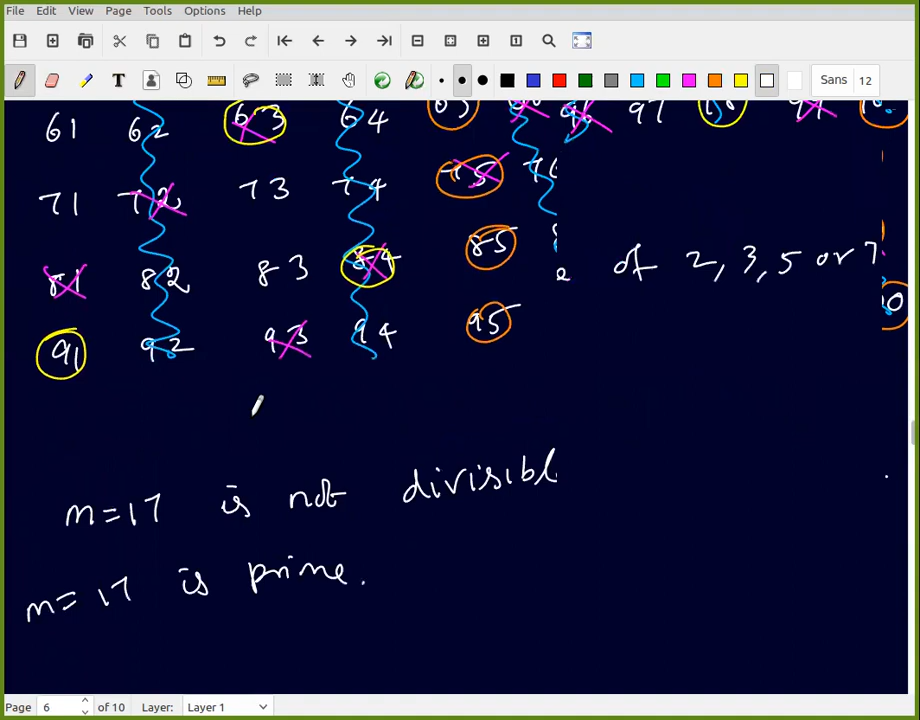 File Edit View Page Tools Options Help
Sans 12
61 62 63 64 97
71 72 73 74 75
81 82 83 84 85
of 2, 3, 5 or 7
91 92 93 94 95
m=17 is not divisibl
m=17 is prime.
Page 6 of 10 Layer: Layer 1